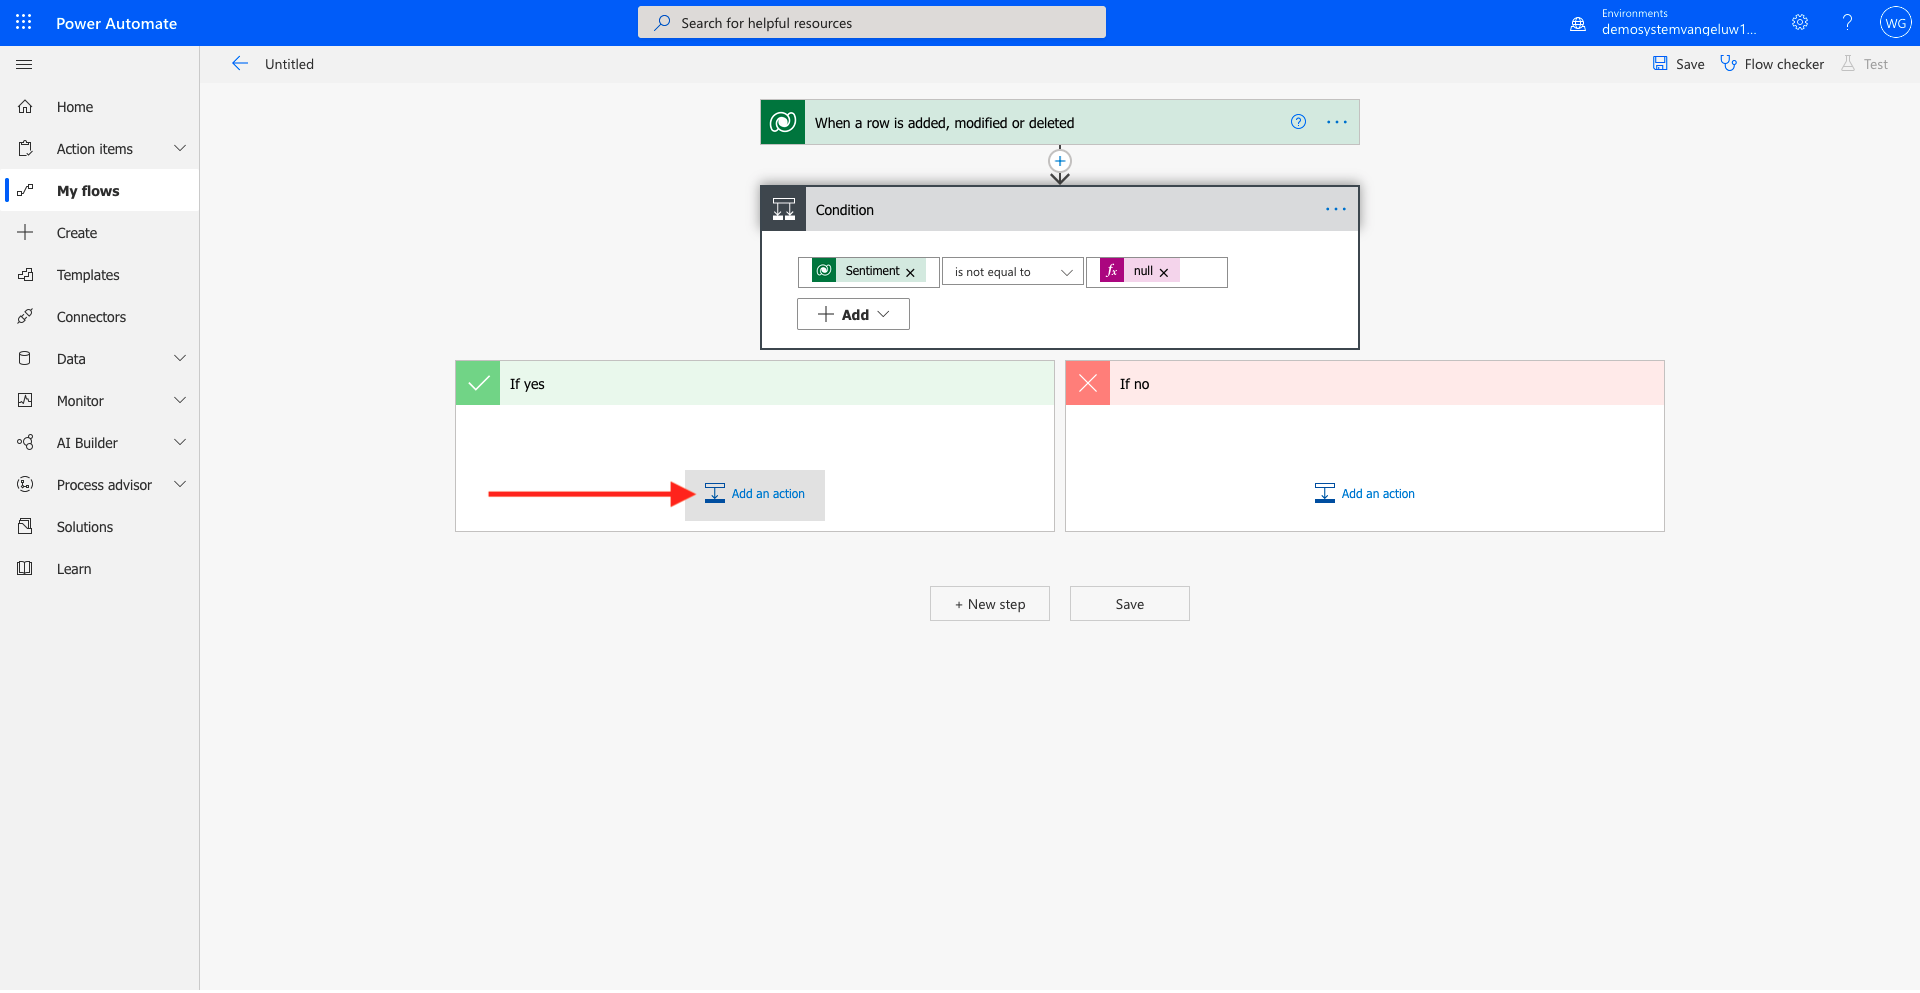 Power Automate
Search for helpful resources
Environments
demosystemvangeluw1...
WG
Untitled
Save
Flow checker
Test
Home
Action items
My flows
Create
Templates
Connectors
Data
Monitor
AI Builder
Process advisor
Solutions
Learn
When a row is added, modified or deleted
Condition
Sentiment
is not equal to
fx
null
Add
If yes
Add an action
If no
Add an action
+ New step
Save